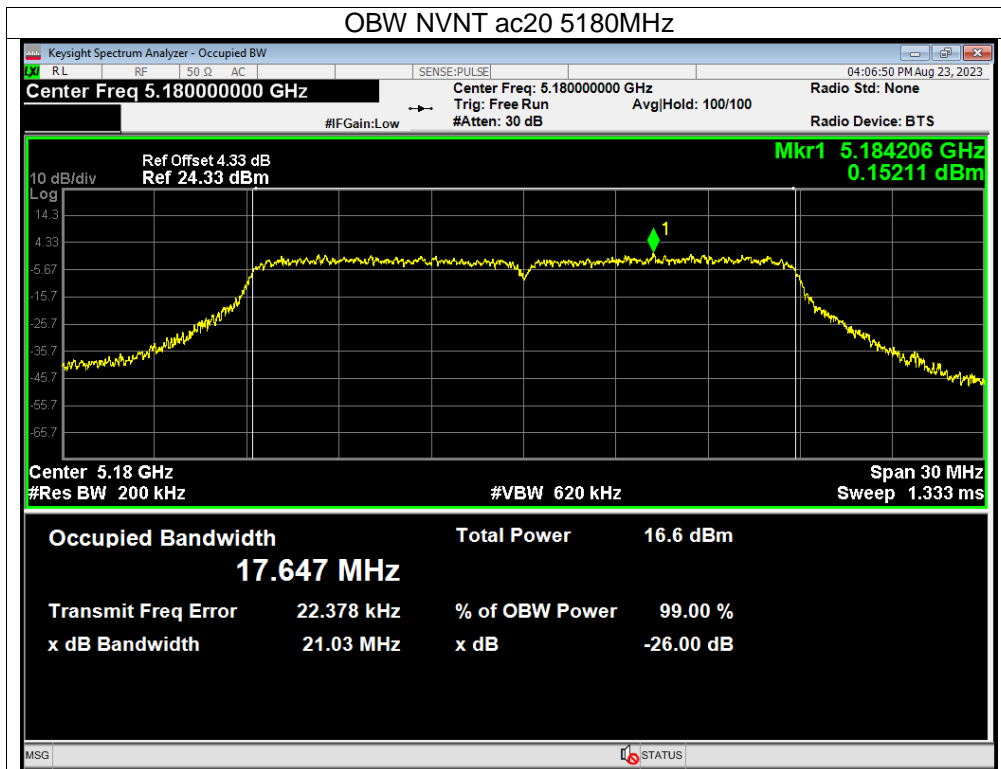 OBW NVNT ac20 5180MHz
Keysight Spectrum Analyzer - Occupied BW
LXI RL RF 50 Ω AC SENSE:PULSE 04:06:50 PM Aug 23, 2023
Center Freq 5.180000000 GHz Center Freq: 5.180000000 GHz Radio Std: None
Trig: Free Run Avg|Hold: 100/100
#IFGain:Low #Atten: 30 dB Radio Device: BTS
Ref Offset 4.33 dB Mkr1 5.184206 GHz
10 dB/div Ref 24.33 dBm 0.15211 dBm
Log
14.3
4.33
1
-5.67
-15.7
-25.7
-35.7
-45.7
-55.7
-65.7
Center 5.18 GHz Span 30 MHz
#Res BW 200 kHz #VBW 620 kHz Sweep 1.333 ms
Occupied Bandwidth Total Power 16.6 dBm
17.647 MHz
Transmit Freq Error 22.378 kHz % of OBW Power 99.00 %
x dB Bandwidth 21.03 MHz x dB -26.00 dB
MSG STATUS